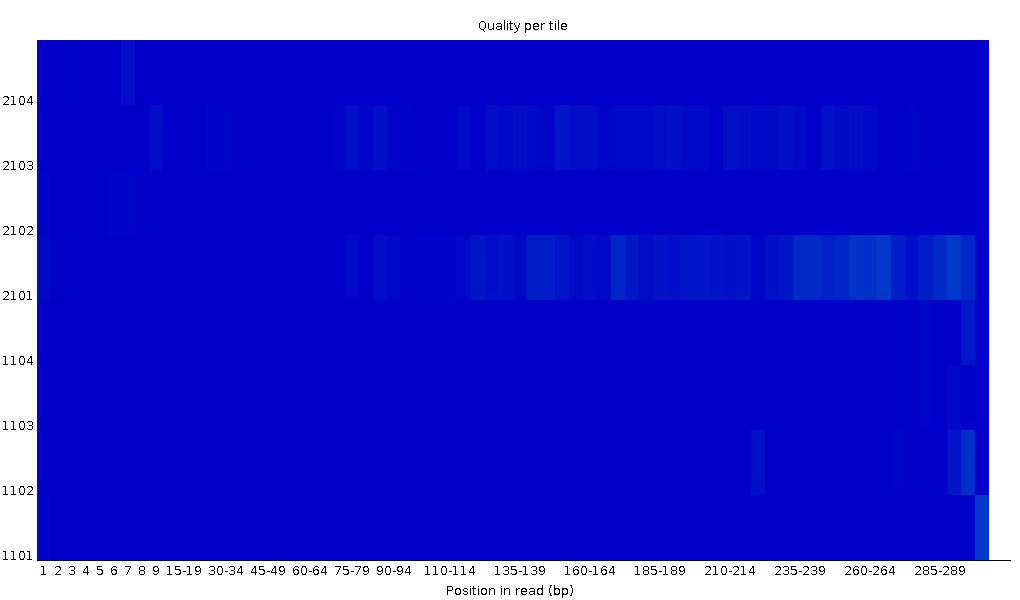 Quality per tile
2104
2103
2102
2101
1104
1103
1102
1101
1 2 3 4 5 6 7 8 9 15-19 30-34 45-49 60-64 75-79 90-94 110-114 135-139 160-164 185-189 210-214 235-239 260-264 285-289
Position in read (bp)